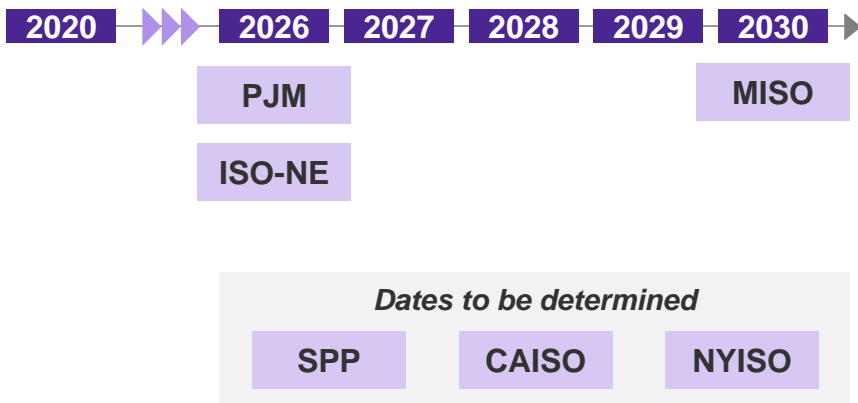 2020 2026 2027 2028 2029 2030
PJM MISO
ISO-NE
Dates to be determined
SPP CAISO NYISO